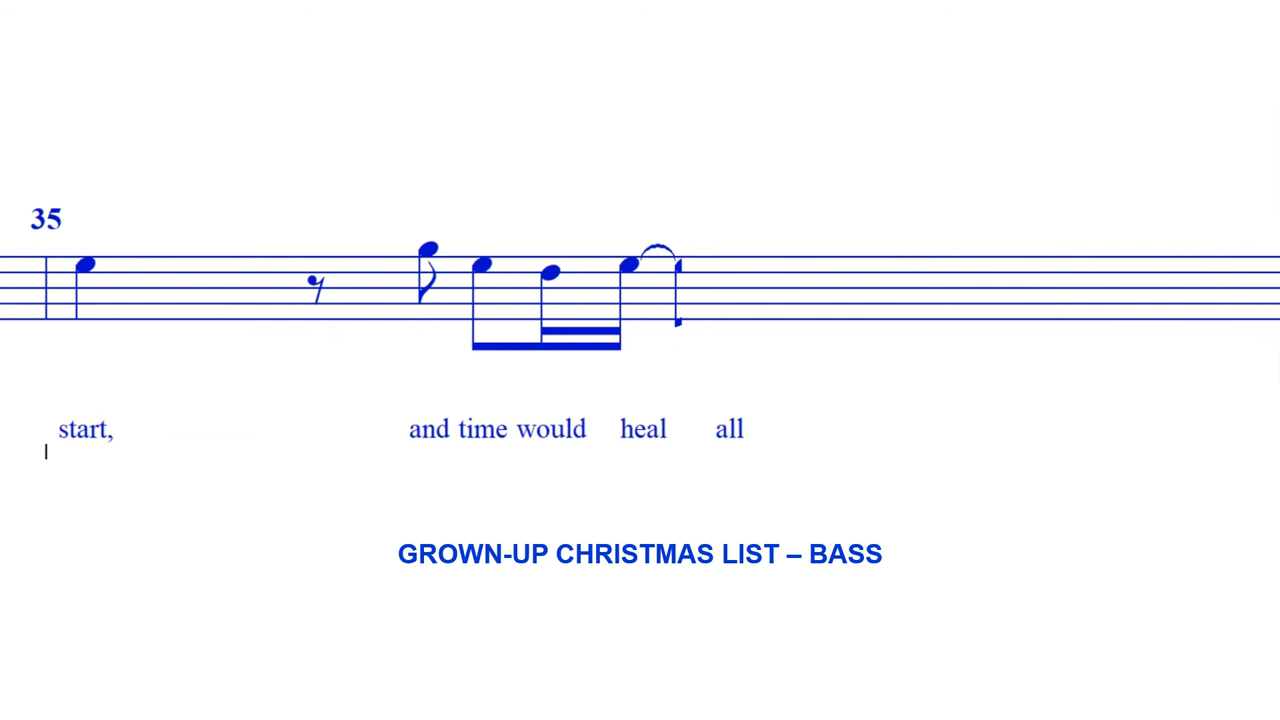 35
start, and time would heal all
GROWN-UP CHRISTMAS LIST – BASS